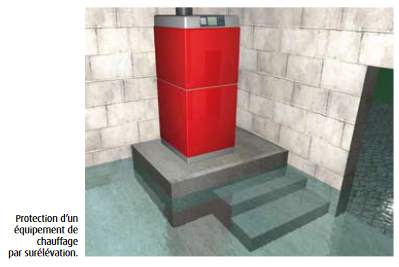 Protection d'un
équipement de
chauffage
par surélévation.